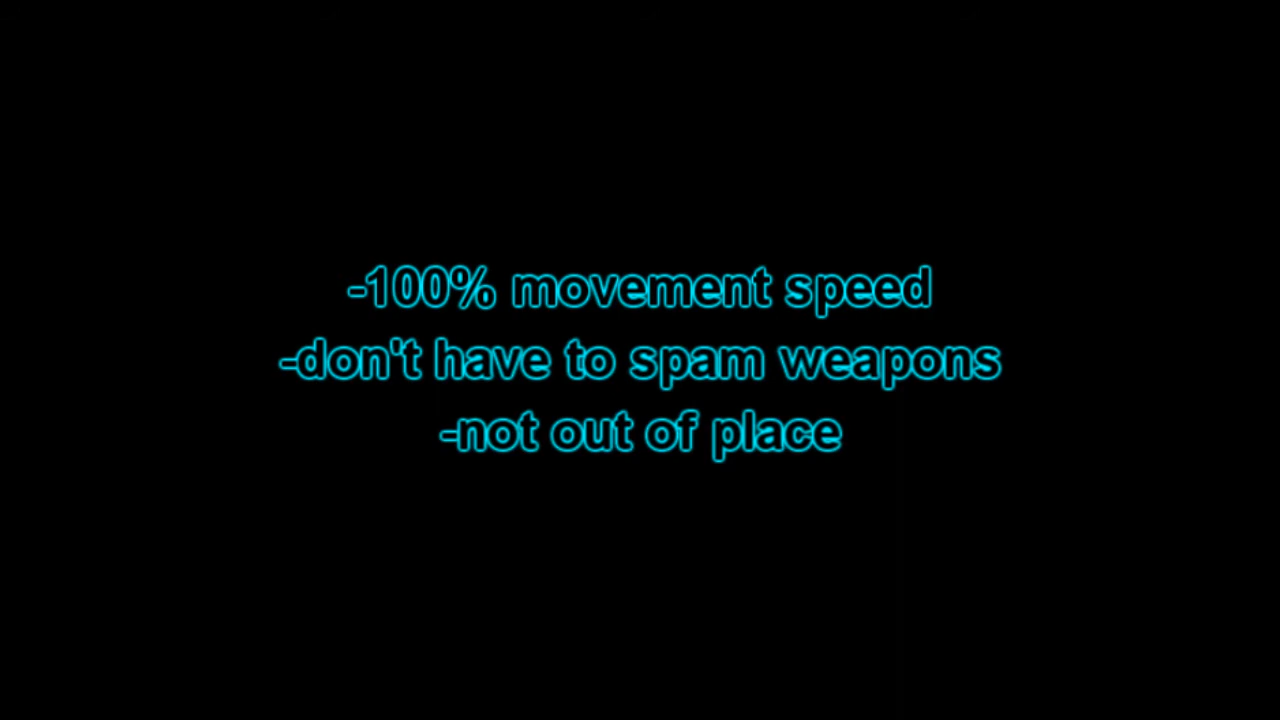 -100% movement speed
-don't have to spam weapons
-not out of place